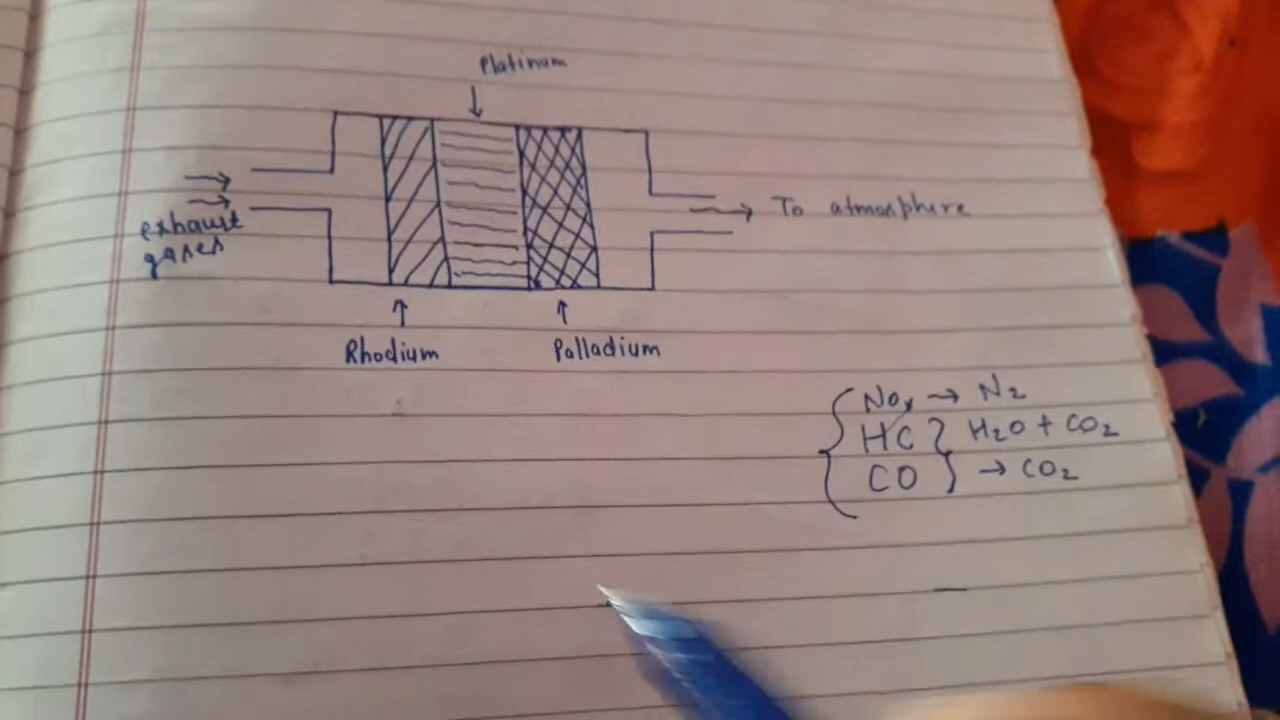 Platinum
exhaust
gases
To atmosphere
Rhodium
Palladium
NOx → N2
HC } H2O + CO2
CO } → CO2